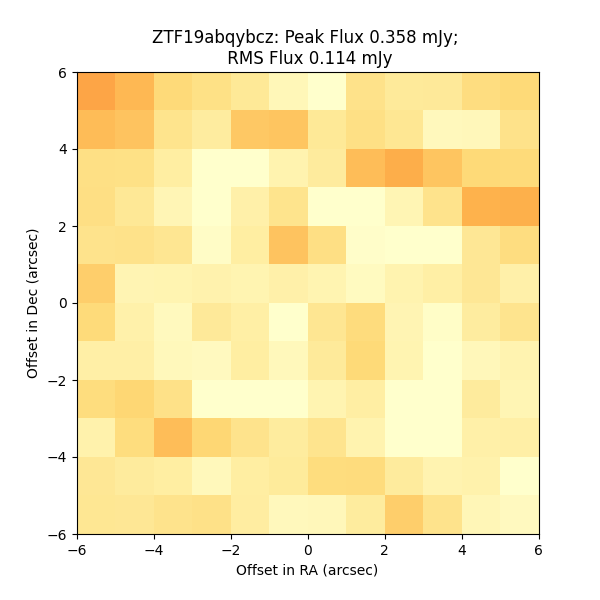 ZTF19abqybcz: Peak Flux 0.358 mJy;
RMS Flux 0.114 mJy
6
4
2
0
−2
−4
−6
Offset in Dec (arcsec)
−6 −4 −2 0 2 4 6
Offset in RA (arcsec)